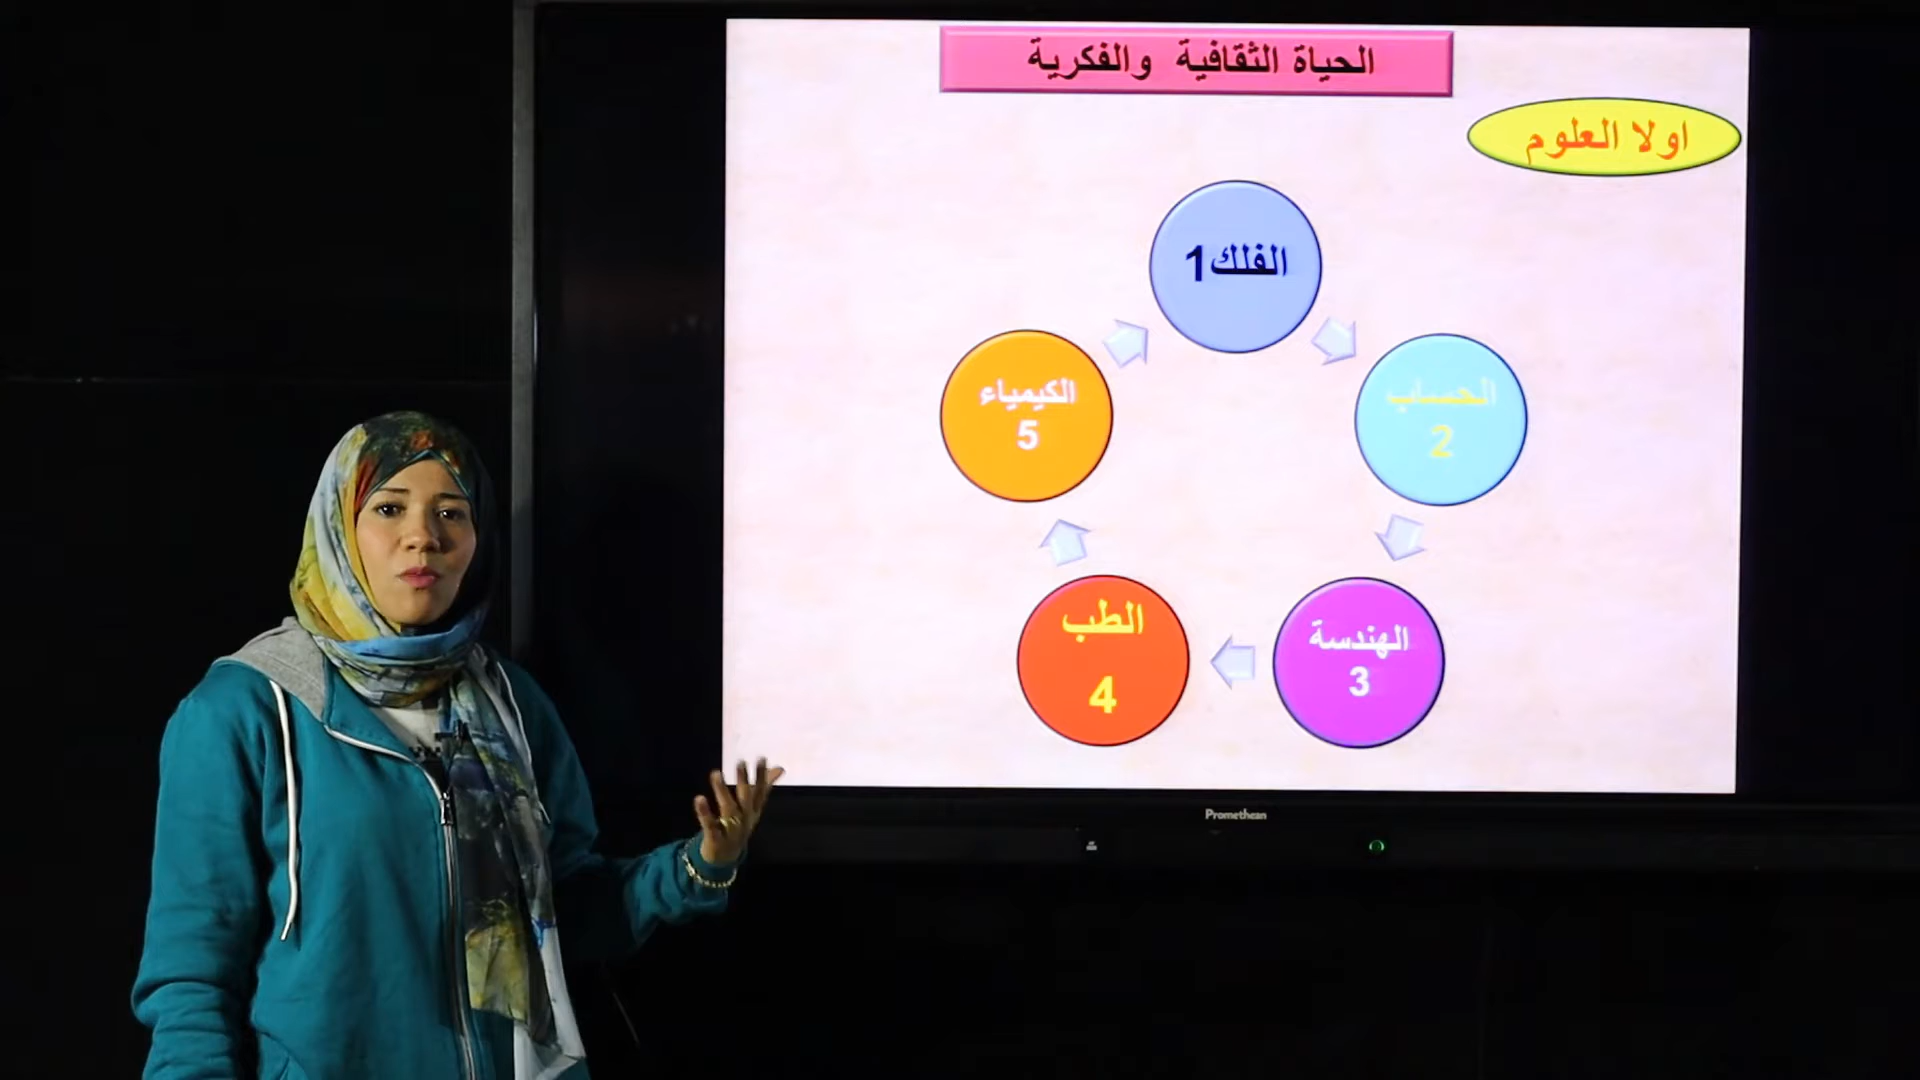 الحياة الثقافية والفكرية
اولا العلوم
الفلك1
الحساب
2
الهندسة
3
الطب
4
الكيمياء
5
Promethean